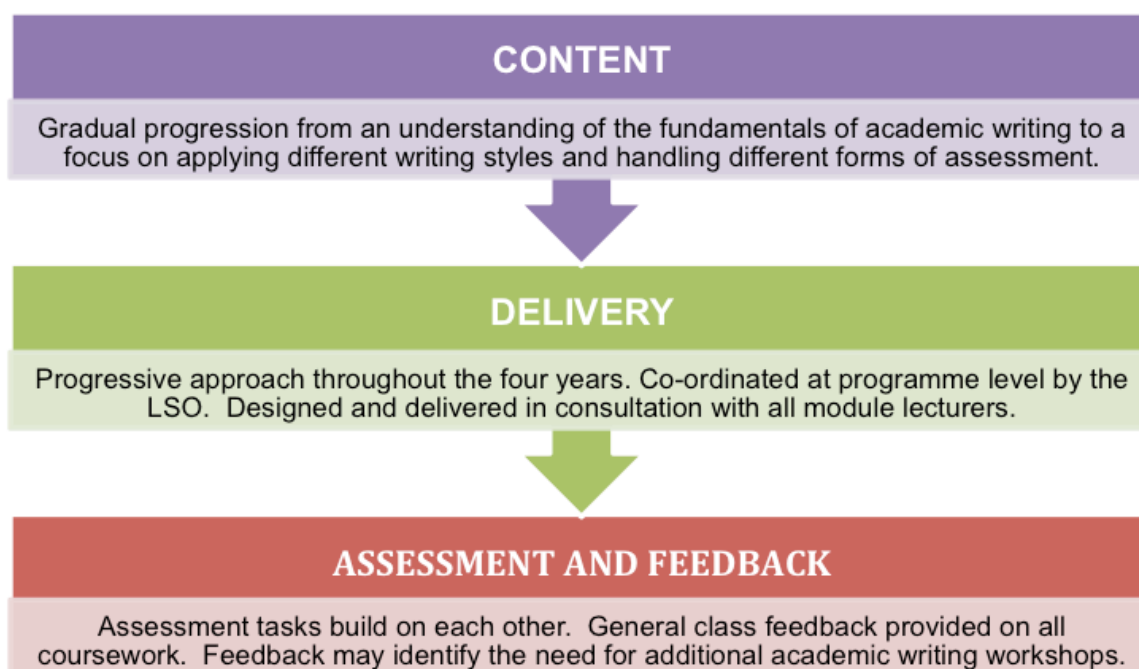 CONTENT
Gradual progression from an understanding of the fundamentals of academic writing to a
focus on applying different writing styles and handling different forms of assessment.
DELIVERY
Progressive approach throughout the four years. Co-ordinated at programme level by the
LSO.  Designed and delivered in consultation with all module lecturers.
ASSESSMENT AND FEEDBACK
Assessment tasks build on each other.  General class feedback provided on all
coursework.  Feedback may identify the need for additional academic writing workshops.